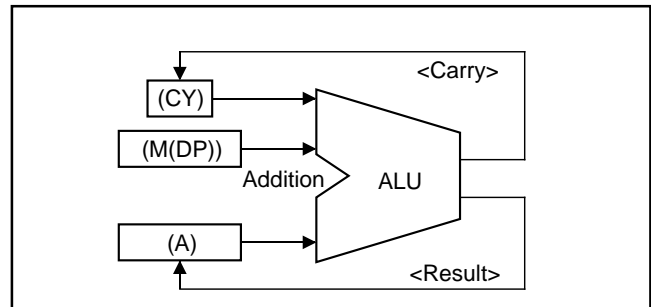 <Carry>
(CY)
(M(DP))
Addition
ALU
(A)
<Result>